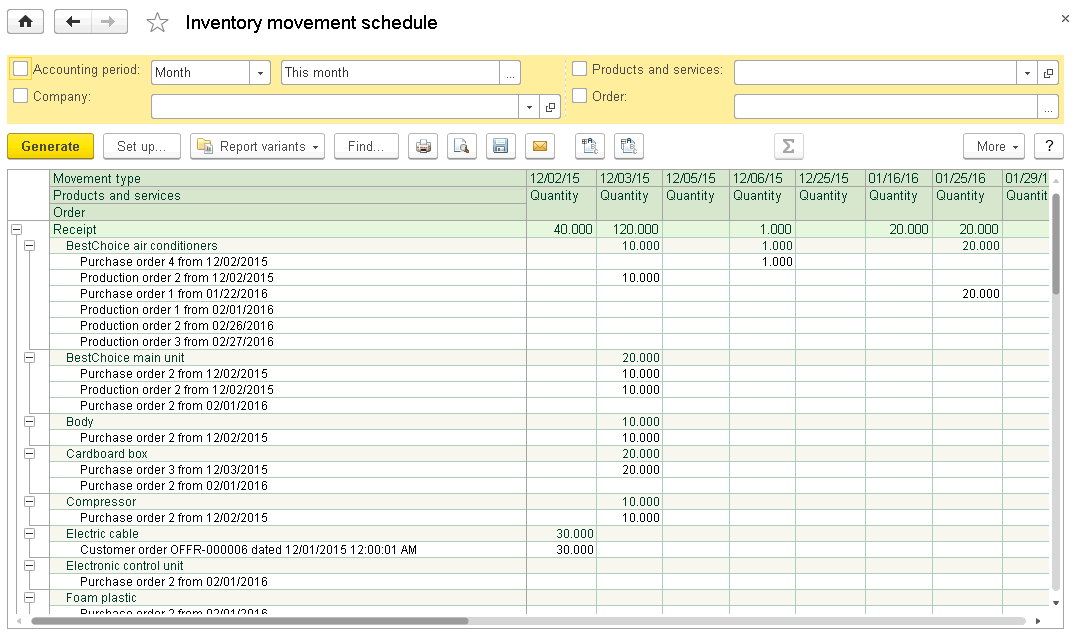 Inventory movement schedule
Accounting period: Month This month ... Products and services:
Company: Order: ...
Generate Set up... Report variants Find... Σ More ?
Movement type 12/02/15 12/03/15 12/05/15 12/06/15 12/25/15 01/16/16 01/25/16 01/29/1
Products and services Quantity Quantity Quantity Quantity Quantity Quantity Quantity Quantit
Order
Receipt 40.000 120.000 1.000 20.000 20.000
BestChoice air conditioners 10.000 1.000 20.000
Purchase order 4 from 12/02/2015 1.000
Production order 2 from 12/02/2015 10.000
Purchase order 1 from 01/22/2016 20.000
Production order 1 from 02/01/2016
Production order 2 from 02/26/2016
Production order 3 from 02/27/2016
BestChoice main unit 20.000
Purchase order 2 from 12/02/2015 10.000
Production order 2 from 12/02/2015 10.000
Purchase order 2 from 02/01/2016
Body 10.000
Purchase order 2 from 12/02/2015 10.000
Cardboard box 20.000
Purchase order 3 from 12/03/2015 20.000
Purchase order 2 from 02/01/2016
Compressor 10.000
Purchase order 2 from 12/02/2015 10.000
Electric cable 30.000
Customer order OFFR-000006 dated 12/01/2015 12:00:01 AM 30.000
Electronic control unit
Purchase order 2 from 02/01/2016
Foam plastic
Purchase order 2 from 02/01/2016